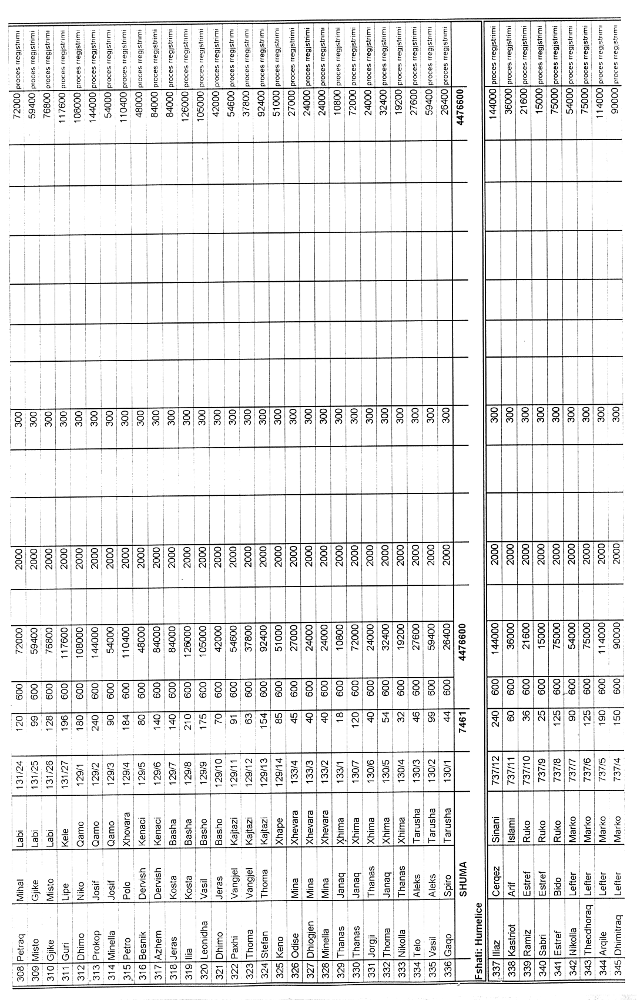 308 Petraq Mihal Labi 131/24 120 600 72000 2000 300 72000 proces rregjstrimi
309 Misto Gjike Labi 131/25 99 600 59400 2000 300 59400 proces rregjstrimi
310 Gjike Misto Labi 131/26 128 600 76800 2000 300 76800 proces rregjstrimi
311 Guri Lipe Kele 131/27 196 600 117600 2000 300 117600 proces rregjstrimi
312 Dhimo Niko Qamo 129/1 180 600 108000 2000 300 108000 proces rregjstrimi
313 Prokop Josif Qamo 129/2 240 600 144000 2000 300 144000 proces rregjstrimi
314 Minella Josif Qamo 129/3 90 600 54000 2000 300 54000 proces rregjstrimi
315 Petro Polo Xhovara 129/4 184 600 110400 2000 300 110400 proces rregjstrimi
316 Besnik Dervish Kenaci 129/5 80 600 48000 2000 300 48000 proces rregjstrimi
317 Azhem Dervish Kenaci 129/6 140 600 84000 2000 300 84000 proces rregjstrimi
318 Jeras Kosta Basha 129/7 140 600 84000 2000 300 84000 proces rregjstrimi
319 Ilia Kosta Basha 129/8 210 600 126000 2000 300 126000 proces rregjstrimi
320 Leonidha Vasil Basho 129/9 175 600 105000 2000 300 105000 proces rregjstrimi
321 Dhimo Jeras Basho 129/10 70 600 42000 2000 300 42000 proces rregjstrimi
322 Paxhi Vangjel Kajtazi 129/11 91 600 54600 2000 300 54600 proces rregjstrimi
323 Thoma Vangjel Kajtazi 129/12 63 600 37800 2000 300 37800 proces rregjstrimi
324 Stefan Thoma Kajtazi 129/13 154 600 92400 2000 300 92400 proces rregjstrimi
325 Keno Xhape 129/14 85 600 51000 2000 300 51000 proces rregjstrimi
326 Odise Mina Xhevara 133/4 45 600 27000 2000 300 27000 proces rregjstrimi
327 Dhiogjen Mina Xhevara 133/3 40 600 24000 2000 300 24000 proces rregjstrimi
328 Minella Mina Xhevara 133/2 40 600 24000 2000 300 24000 proces rregjstrimi
329 Thanas Janaq Xhima 133/1 18 600 10800 2000 300 10800 proces rregjstrimi
330 Thanas Janaq Xhima 130/7 120 600 72000 2000 300 72000 proces rregjstrimi
331 Jorgji Thanas Xhima 130/6 40 600 24000 2000 300 24000 proces rregjstrimi
332 Thoma Janaq Xhima 130/5 54 600 32400 2000 300 32400 proces rregjstrimi
333 Nikolla Thanas Xhima 130/4 32 600 19200 2000 300 19200 proces rregjstrimi
334 Telo Aleks Tarusha 130/3 46 600 27600 2000 300 27600 proces rregjstrimi
335 Vasil Aleks Tarusha 130/2 99 600 59400 2000 300 59400 proces rregjstrimi
336 Gaqo Spiro Tarusha 130/1 44 600 26400 2000 300 26400 proces rregjstrimi
SHUMA 7461 4476600 4476600
Fshati: Humelice
337 Iliaz Cerqez Sinani 737/12 240 600 144000 2000 300 144000 proces rregjstrimi
338 Kastriot Arif Islami 737/11 60 600 36000 2000 300 36000 proces rregjstrimi
339 Ramiz Estref Ruko 737/10 36 600 21600 2000 300 21600 proces rregjstrimi
340 Sabri Estref Ruko 737/9 25 600 15000 2000 300 15000 proces rregjstrimi
341 Estref Bido Ruko 737/8 125 600 75000 2000 300 75000 proces rregjstrimi
342 Nikolla Lefter Marko 737/7 90 600 54000 2000 300 54000 proces rregjstrimi
343 Theodhoraq Lefter Marko 737/6 125 600 75000 2000 300 75000 proces rregjstrimi
344 Arqile Lefter Marko 737/5 190 600 114000 2000 300 114000 proces rregjstrimi
345 Dhimitraq Lefter Marko 737/4 150 600 90000 2000 300 90000 proces rregjstrimi